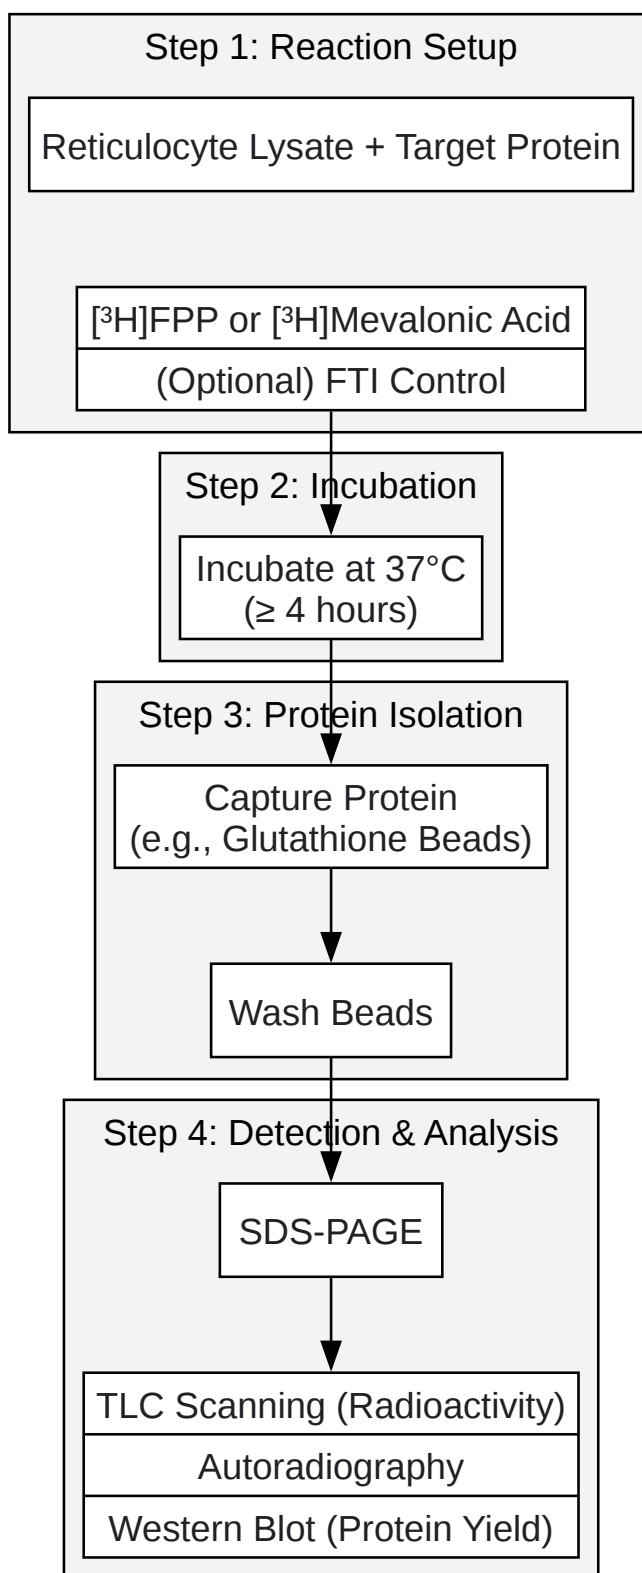 Step 1: Reaction Setup
Reticulocyte Lysate + Target Protein
[³H]FPP or [³H]Mevalonic Acid
(Optional) FTI Control
Step 2: Incubation
Incubate at 37°C
(≥ 4 hours)
Step 3: Protein Isolation
Capture Protein
(e.g., Glutathione Beads)
Wash Beads
Step 4: Detection & Analysis
SDS-PAGE
TLC Scanning (Radioactivity)
Autoradiography
Western Blot (Protein Yield)